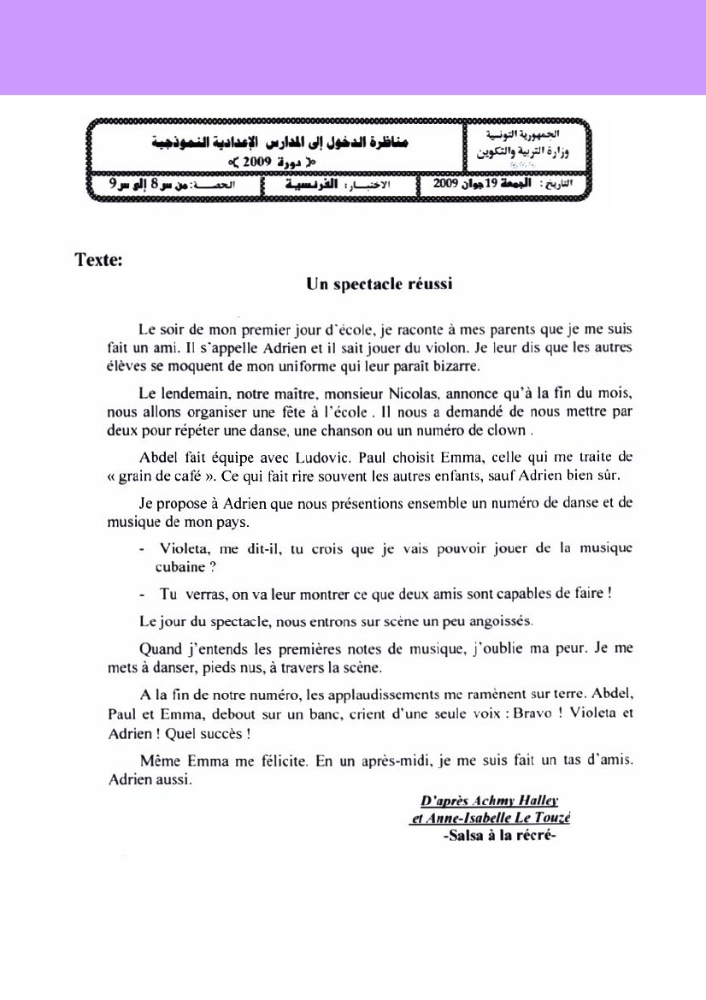 الجمهورية التونسية
وزارة التربية والتكوين
مناظرة الدخول إلى المدارس الإعدادية النموذجية
﴿ دورة 2009 ﴾
التاريخ: الجمعة 19 جوان 2009
الاختبــار: الفرنسية
الحصــة: من س 8 إلى س 9
Texte:
Un spectacle réussi
Le soir de mon premier jour d'école, je raconte à mes parents que je me suis
fait un ami. Il s'appelle Adrien et il sait jouer du violon. Je leur dis que les autres
élèves se moquent de mon uniforme qui leur paraît bizarre.
Le lendemain, notre maître, monsieur Nicolas, annonce qu'à la fin du mois,
nous allons organiser une fête à l'école . Il nous a demandé de nous mettre par
deux pour répéter une danse, une chanson ou un numéro de clown .
Abdel fait équipe avec Ludovic. Paul choisit Emma, celle qui me traite de
« grain de café ». Ce qui fait rire souvent les autres enfants, sauf Adrien bien sûr.
Je propose à Adrien que nous présentions ensemble un numéro de danse et de
musique de mon pays.
- Violeta, me dit-il, tu crois que je vais pouvoir jouer de la musique
cubaine ?
- Tu verras, on va leur montrer ce que deux amis sont capables de faire !
Le jour du spectacle, nous entrons sur scène un peu angoissés.
Quand j'entends les premières notes de musique, j'oublie ma peur. Je me
mets à danser, pieds nus, à travers la scène.
A la fin de notre numéro, les applaudissements me ramènent sur terre. Abdel,
Paul et Emma, debout sur un banc, crient d'une seule voix : Bravo ! Violeta et
Adrien ! Quel succès !
Même Emma me félicite. En un après-midi, je me suis fait un tas d'amis.
Adrien aussi.
D'après Achmy Halley
et Anne-Isabelle Le Touzé
-Salsa à la récré-